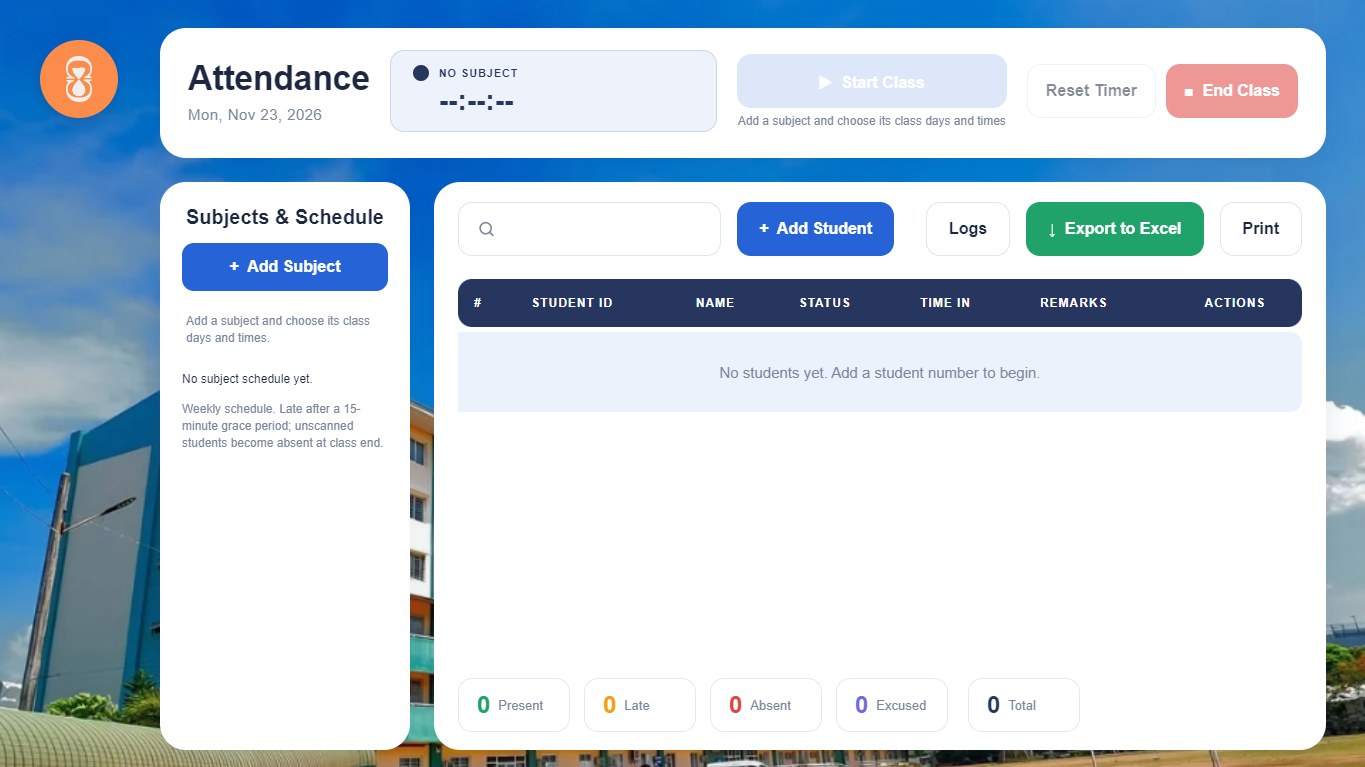 Attendance
Mon, Nov 23, 2026
NO SUBJECT
--:--:--
▶ Start Class
Add a subject and choose its class days and times
Reset Timer
■ End Class
Subjects & Schedule
+ Add Subject
Add a subject and choose its class
days and times.
No subject schedule yet.
Weekly schedule. Late after a 15-
minute grace period; unscanned
students become absent at class end.
+ Add Student
Logs
↓ Export to Excel
Print
# STUDENT ID NAME STATUS TIME IN REMARKS ACTIONS
No students yet. Add a student number to begin.
0 Present
0 Late
0 Absent
0 Excused
0 Total